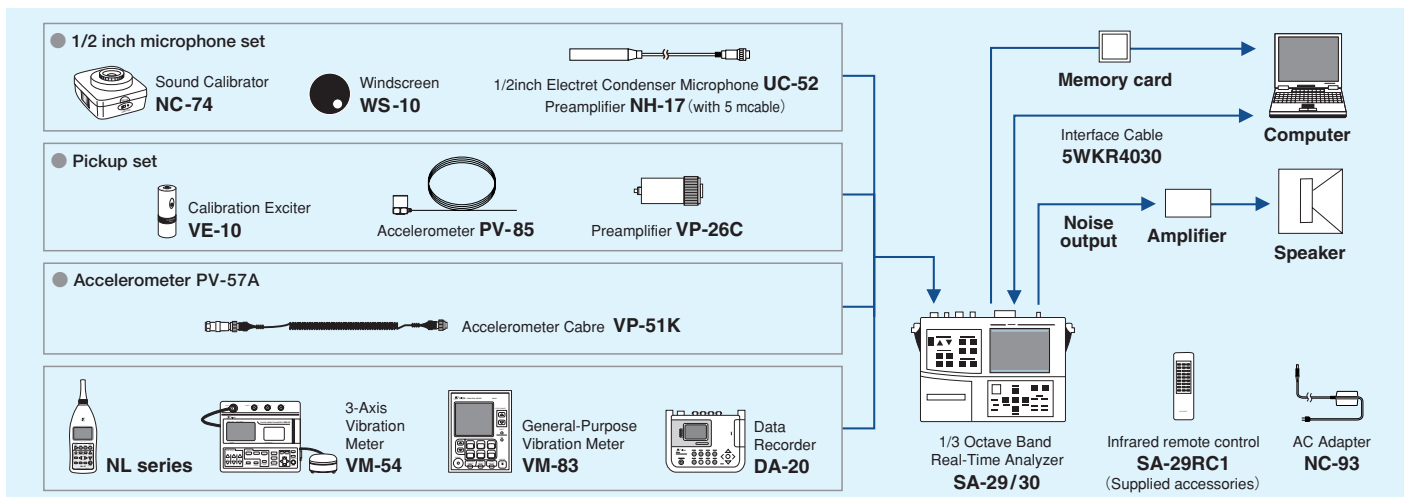 1/2 inch microphone set
Sound Calibrator
NC-74
Windscreen
WS-10
1/2inch Electret Condenser Microphone UC-52
Preamplifier NH-17（with 5 mcable）
Pickup set
Calibration Exciter
VE-10
Accelerometer PV-85
Preamplifier VP-26C
Accelerometer PV-57A
Accelerometer Cabre VP-51K
NL series
3-Axis
Vibration
Meter
VM-54
General-Purpose
Vibration Meter
VM-83
Data
Recorder
DA-20
Memory card
Interface Cable
5WKR4030
Computer
Noise
output
Amplifier
Speaker
1/3 Octave Band
Real-Time Analyzer
SA-29/30
Infrared remote control
SA-29RC1
（Supplied accessories）
AC Adapter
NC-93